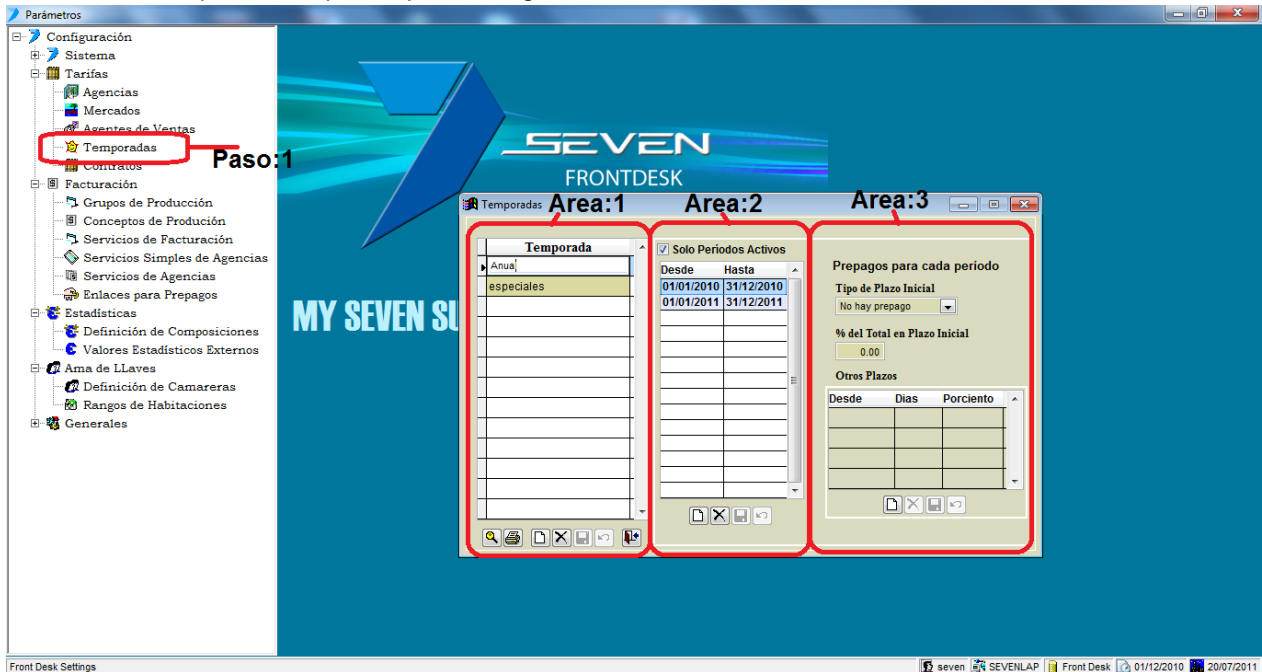 Parámetros
Configuración
Sistema
Tarifas
Agencias
Mercados
Agentes de Ventas
Temporadas
Paso:1
Contratos
Facturación
Grupos de Producción
Conceptos de Produción
Servicios de Facturación
Servicios Simples de Agencias
Servicios de Agencias
Enlaces para Prepagos
Estadísticas
Definición de Composiciones
Valores Estadísticos Externos
Ama de LLaves
Definición de Camareras
Rangos de Habitaciones
Generales
SEVEN
FRONTDESK
MY SEVEN SU
Temporadas
Area:1
Area:2
Area:3
Temporada
Anual
especiales
Solo Periodos Activos
Desde Hasta
01/01/2010 31/12/2010
01/01/2011 31/12/2011
Prepagos para cada periodo
Tipo de Plazo Inicial
No hay prepago
% del Total en Plazo Inicial
0.00
Otros Plazos
Desde Dias Porciento
Front Desk Settings
seven SEVENLAP Front Desk 01/12/2010 20/07/2011